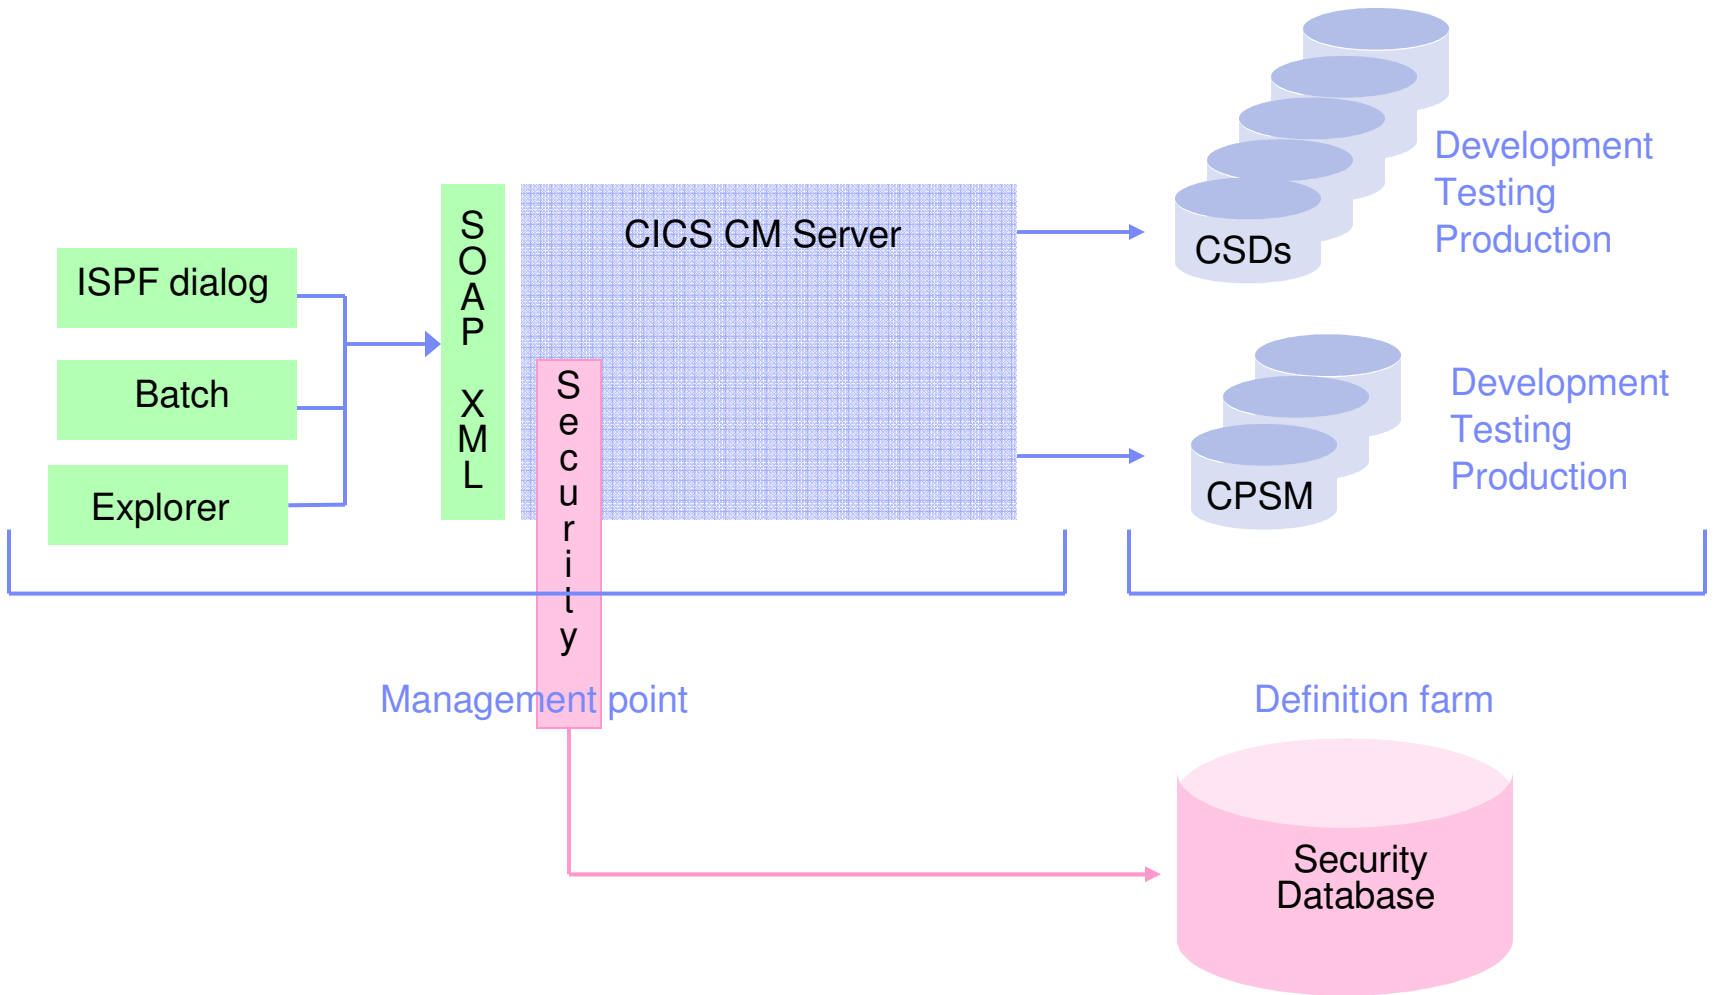 ISPF dialog
Batch
Explorer
SOAP XML
CICS CM Server
Security
CSDs
Development
Testing
Production
CPSM
Development
Testing
Production
Management point
Definition farm
Security
Database